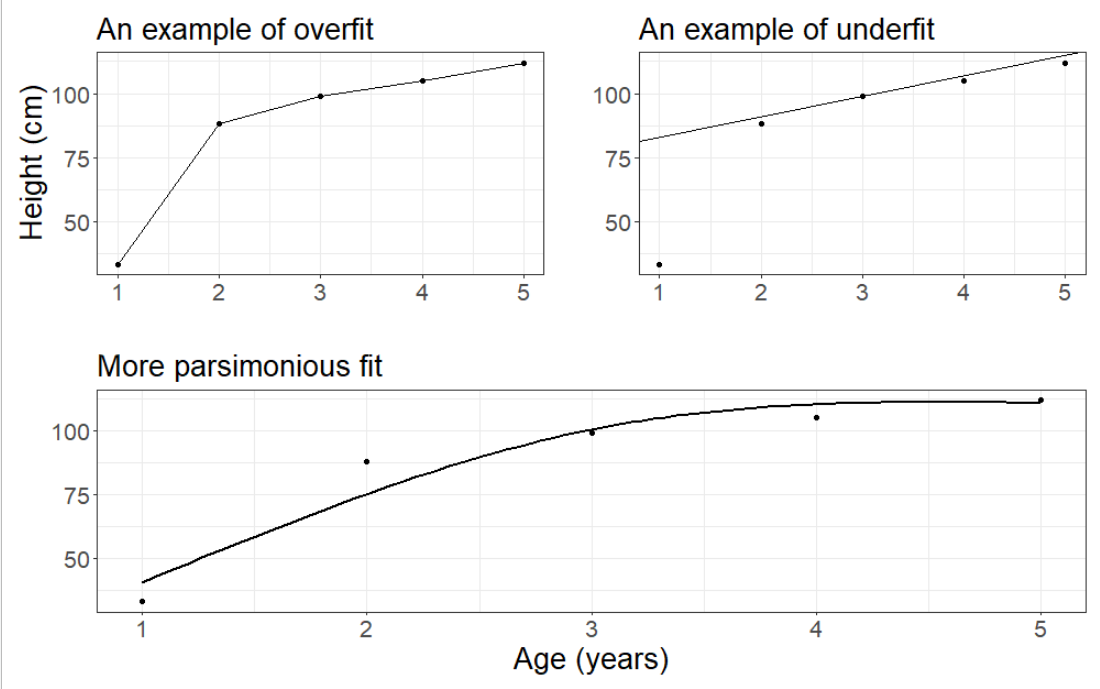 An example of overfit
An example of underfit
Height (cm)
100
75
50
1 2 3 4 5
100
75
50
1 2 3 4 5
More parsimonious fit
100
75
50
1 2 3 4 5
Age (years)